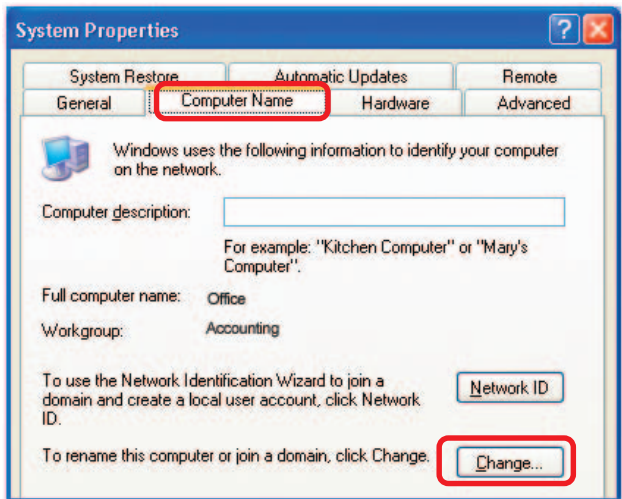 System Properties
System Restore Automatic Updates Remote
General Computer Name Hardware Advanced
Windows uses the following information to identify your computer
on the network.
Computer description:
For example: "Kitchen Computer" or "Mary's
Computer".
Full computer name: Office
Workgroup: Accounting
To use the Network Identification Wizard to join a
domain and create a local user account, click Network
ID.
Network ID
To rename this computer or join a domain, click Change.
Change...